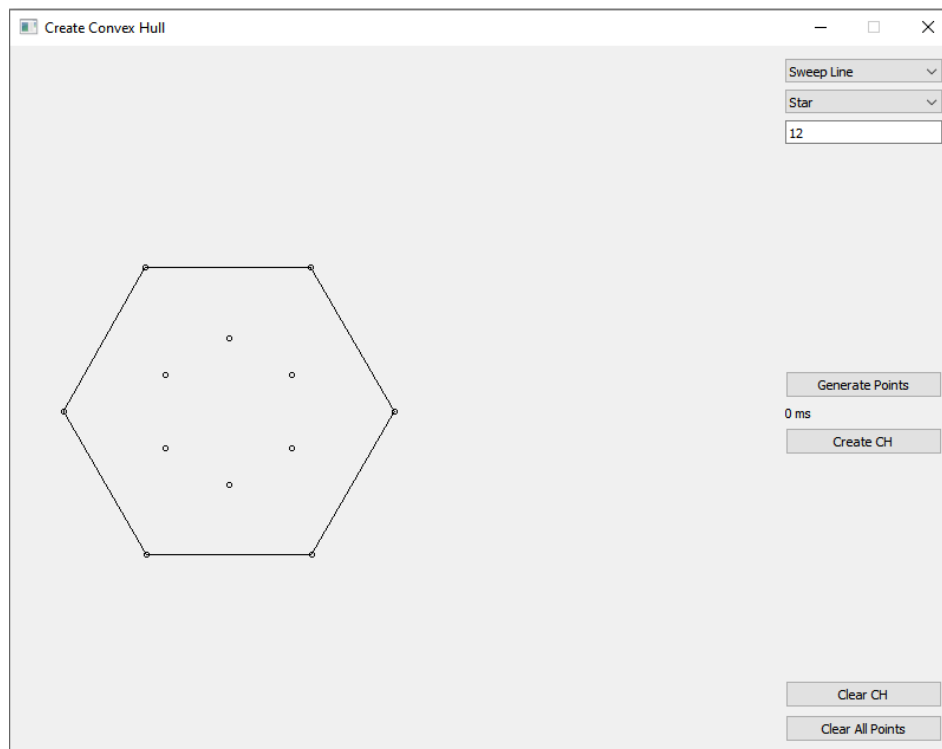 Create Convex Hull
Sweep Line
Star
12
Generate Points
0 ms
Create CH
Clear CH
Clear All Points